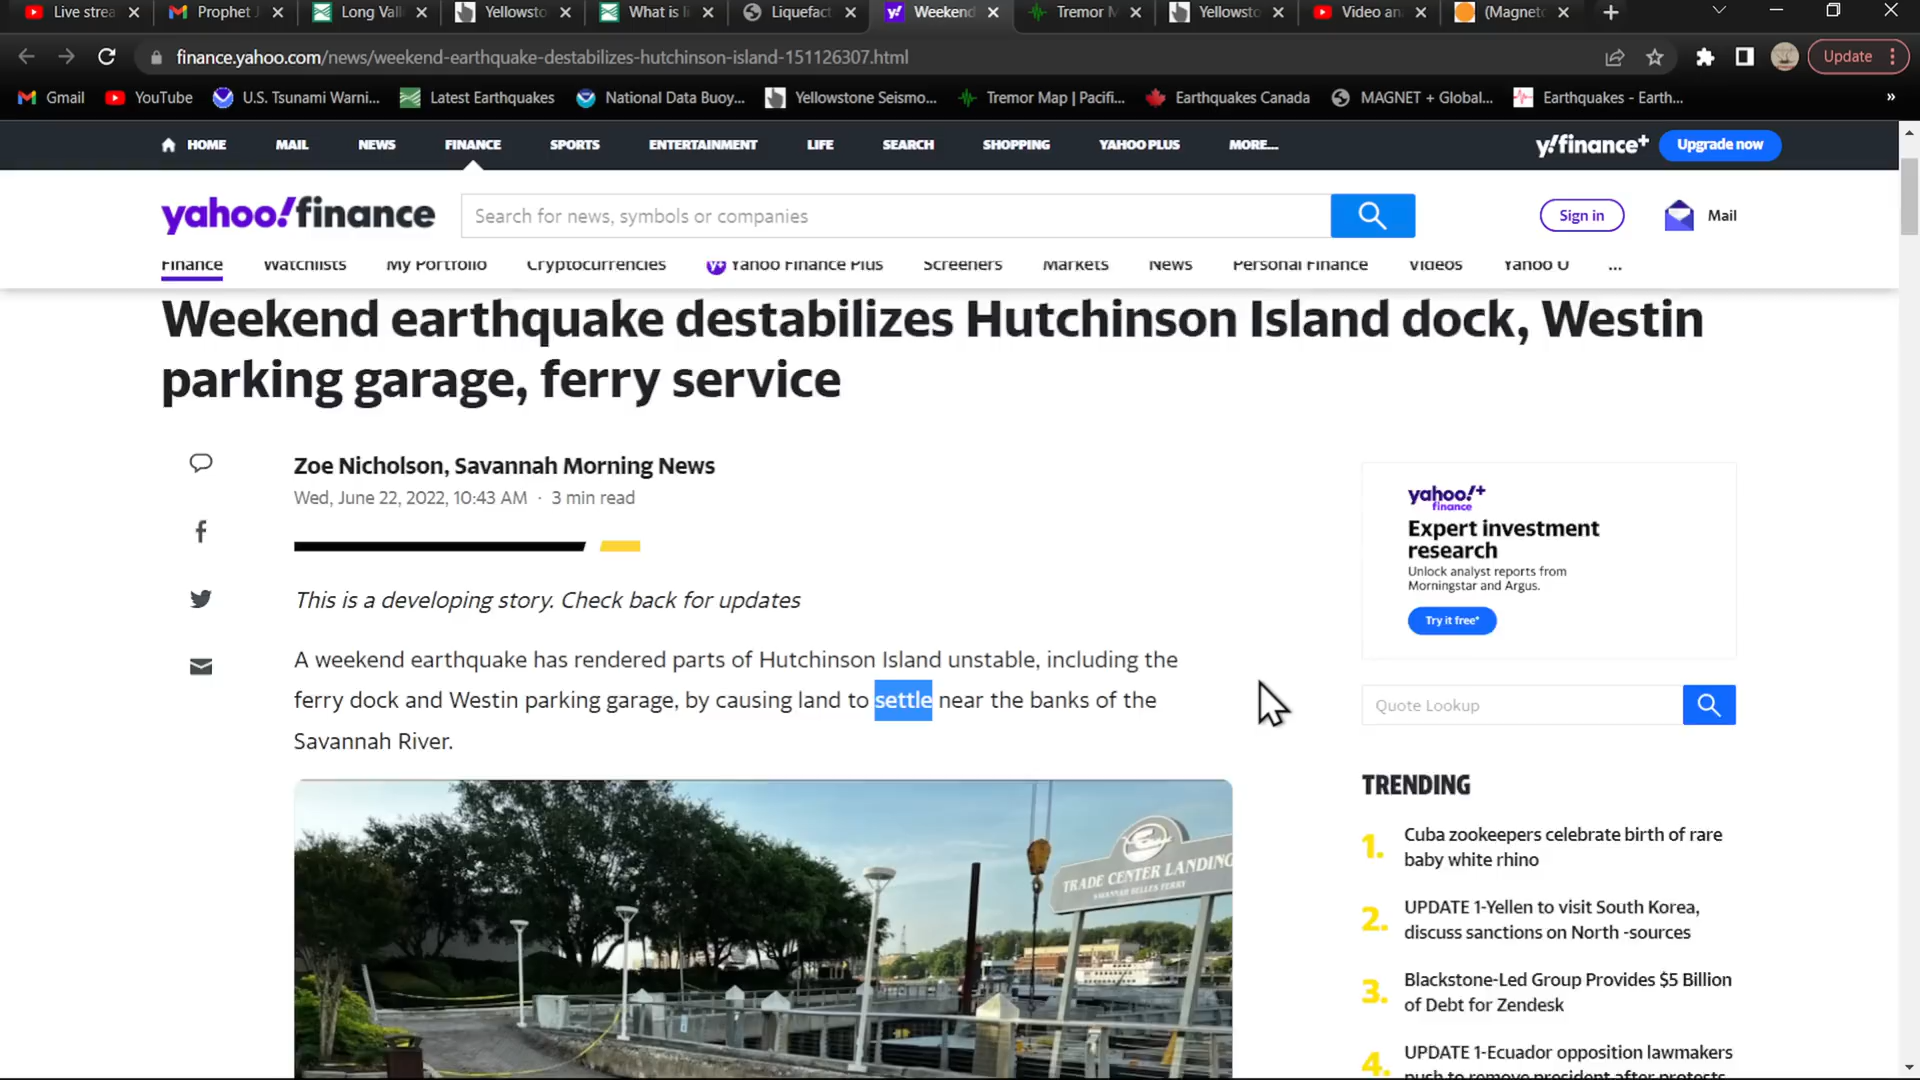 Live strea
Prophet J
Long Vall
Yellowsto
What is l
Liquefact
Weekend
Tremor M
Yellowsto
Video an
(Magneto
finance.yahoo.com/news/weekend-earthquake-destabilizes-hutchinson-island-151126307.html
Update
Gmail
YouTube
U.S. Tsunami Warni...
Latest Earthquakes
National Data Buoy...
Yellowstone Seismo...
Tremor Map | Pacifi...
Earthquakes Canada
MAGNET + Global...
Earthquakes - Earth...
»
HOME
MAIL
NEWS
FINANCE
SPORTS
ENTERTAINMENT
LIFE
SEARCH
SHOPPING
YAHOO PLUS
MORE...
y!finance+
Upgrade now
yahoo!finance
Search for news, symbols or companies
Sign in
Mail
Finance
Watchlists
My Portfolio
Cryptocurrencies
y+ Yahoo Finance Plus
Screeners
Markets
News
Personal Finance
Videos
Yahoo U
...
Weekend earthquake destabilizes Hutchinson Island dock, Westin
parking garage, ferry service
Zoe Nicholson, Savannah Morning News
Wed, June 22, 2022, 10:43 AM · 3 min read
This is a developing story. Check back for updates
A weekend earthquake has rendered parts of Hutchinson Island unstable, including the
ferry dock and Westin parking garage, by causing land to settle near the banks of the
Savannah River.
TRADE CENTER LANDING
SAVANNAH BELLES FERRY
yahoo!+
finance
Expert investment
research
Unlock analyst reports from
Morningstar and Argus.
Try it free*
Quote Lookup
TRENDING
1. Cuba zookeepers celebrate birth of rare
baby white rhino
2. UPDATE 1-Yellen to visit South Korea,
discuss sanctions on North -sources
3. Blackstone-Led Group Provides $5 Billion
of Debt for Zendesk
4. UPDATE 1-Ecuador opposition lawmakers
push to remove president after protests